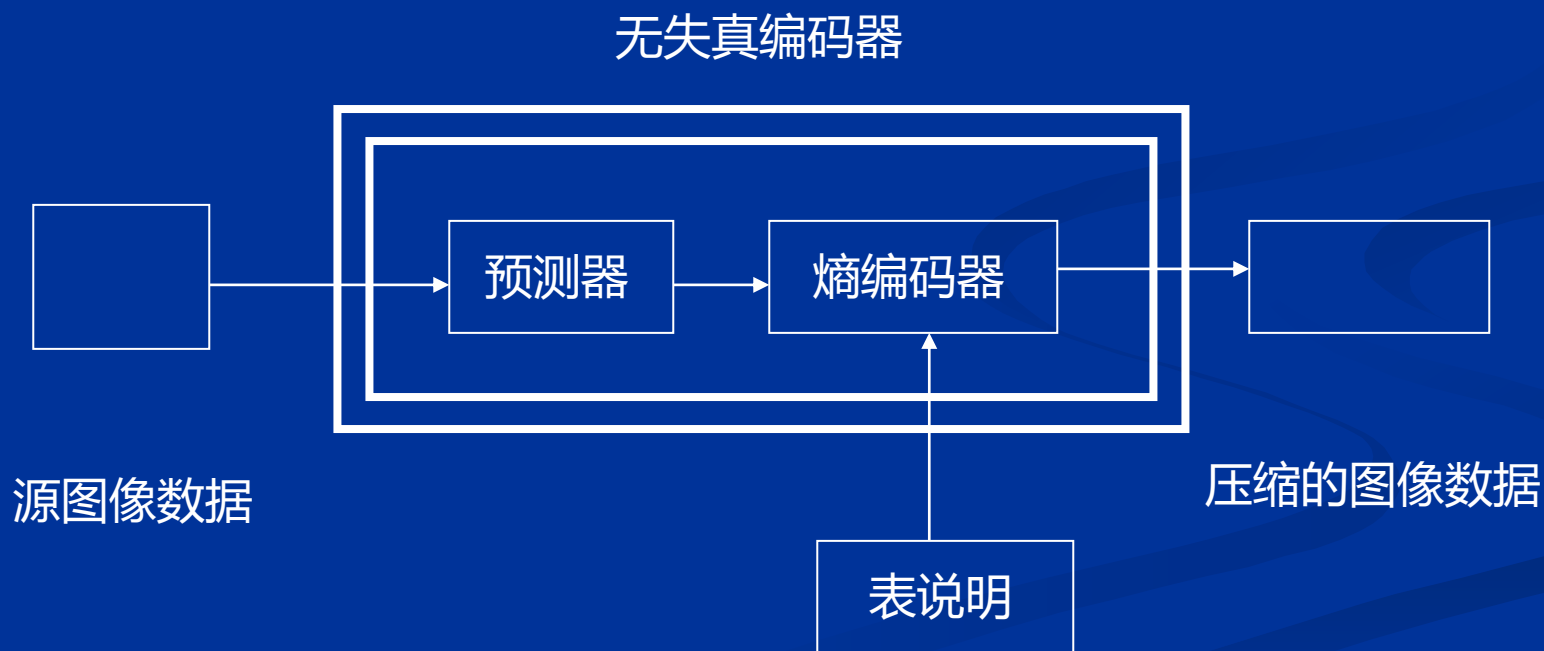 无失真编码器
预测器
熵编码器
源图像数据
压缩的图像数据
表说明